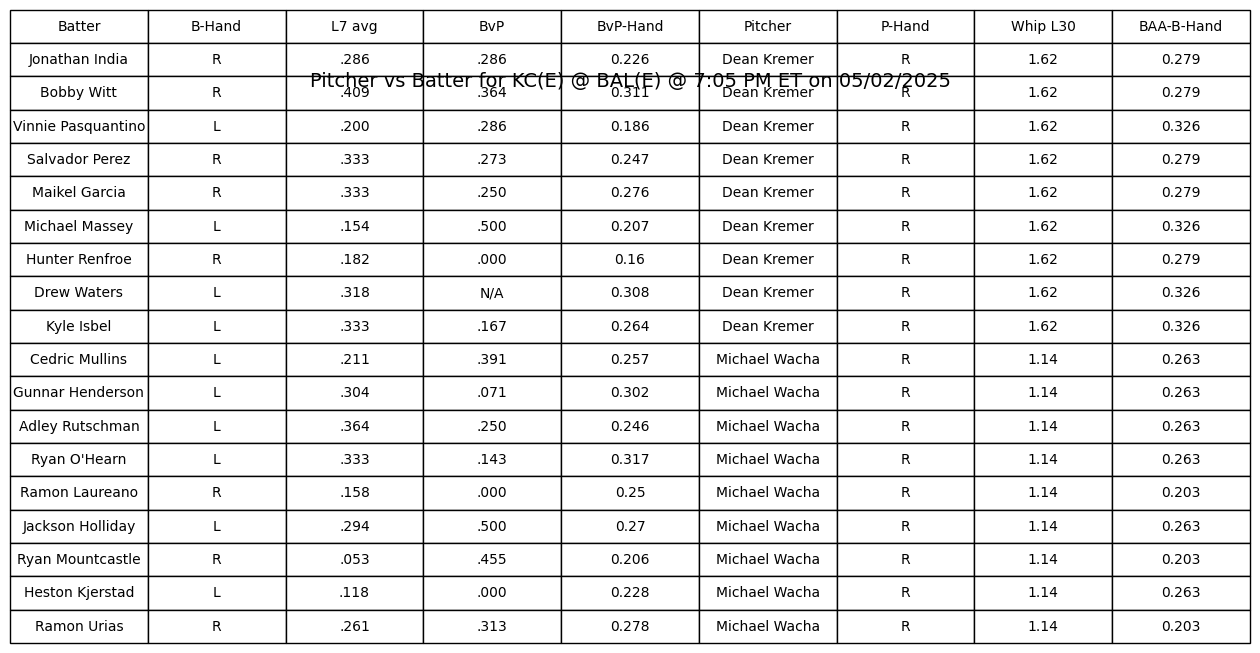 Batter B-Hand L7 avg BvP BvP-Hand Pitcher P-Hand Whip L30 BAA-B-Hand
Jonathan India R .286 .286 0.226 Dean Kremer R 1.62 0.279
Pitcher vs Batter for KC(E) @ BAL(E) @ 7:05 PM ET on 05/02/2025
Bobby Witt R .409 .364 0.311 Dean Kremer R 1.62 0.279
Vinnie Pasquantino L .200 .286 0.186 Dean Kremer R 1.62 0.326
Salvador Perez R .333 .273 0.247 Dean Kremer R 1.62 0.279
Maikel Garcia R .333 .250 0.276 Dean Kremer R 1.62 0.279
Michael Massey L .154 .500 0.207 Dean Kremer R 1.62 0.326
Hunter Renfroe R .182 .000 0.16 Dean Kremer R 1.62 0.279
Drew Waters L .318 N/A 0.308 Dean Kremer R 1.62 0.326
Kyle Isbel L .333 .167 0.264 Dean Kremer R 1.62 0.326
Cedric Mullins L .211 .391 0.257 Michael Wacha R 1.14 0.263
Gunnar Henderson L .304 .071 0.302 Michael Wacha R 1.14 0.263
Adley Rutschman L .364 .250 0.246 Michael Wacha R 1.14 0.263
Ryan O'Hearn L .333 .143 0.317 Michael Wacha R 1.14 0.263
Ramon Laureano R .158 .000 0.25 Michael Wacha R 1.14 0.203
Jackson Holliday L .294 .500 0.27 Michael Wacha R 1.14 0.263
Ryan Mountcastle R .053 .455 0.206 Michael Wacha R 1.14 0.203
Heston Kjerstad L .118 .000 0.228 Michael Wacha R 1.14 0.263
Ramon Urias R .261 .313 0.278 Michael Wacha R 1.14 0.203